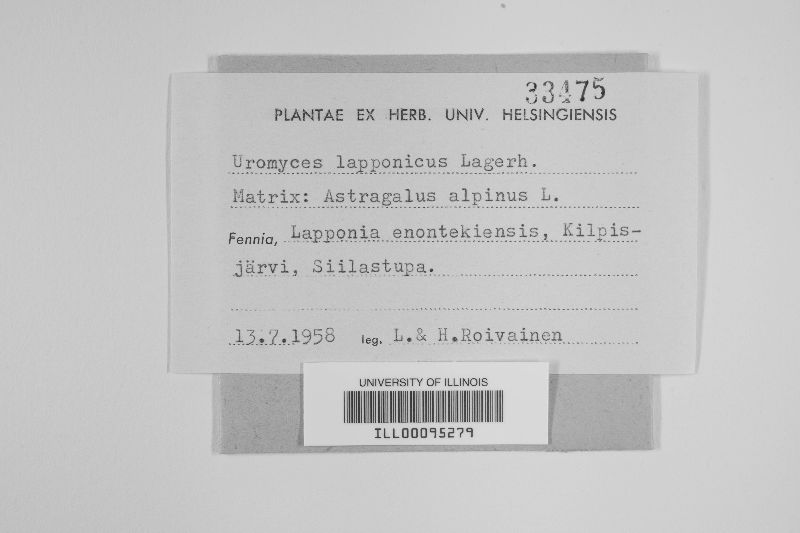 33475
PLANTAE EX HERB. UNIV. HELSINGIENSIS
Uromyces lapponicus Lagerh.
Matrix: Astragalus alpinus L.
Fennia, Lapponia enontekiensis, Kilpis-
järvi, Siilastupa.
13.7.1958 leg. L.& H.Roivainen
UNIVERSITY OF ILLINOIS
ILL00095279